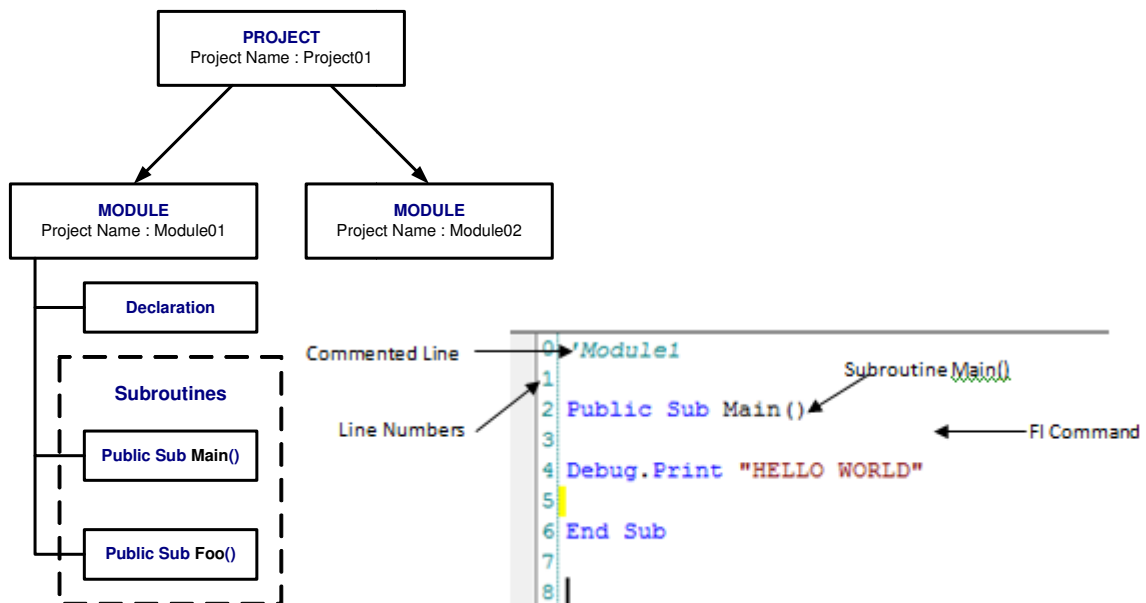 PROJECT
Project Name : Project01
MODULE
Project Name : Module01
MODULE
Project Name : Module02
Declaration
Subroutines
Public Sub Main()
Public Sub Foo()
Commented Line
Line Numbers
Subroutine Main()
FI Command
0 'Module1
1
2 Public Sub Main()
3
4 Debug.Print "HELLO WORLD"
5
6 End Sub
7
8